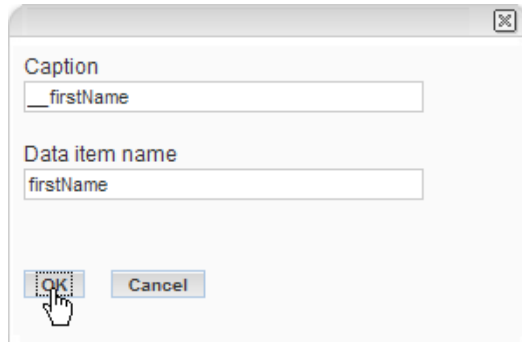 Caption
__firstName
Data item name
firstName
OK Cancel